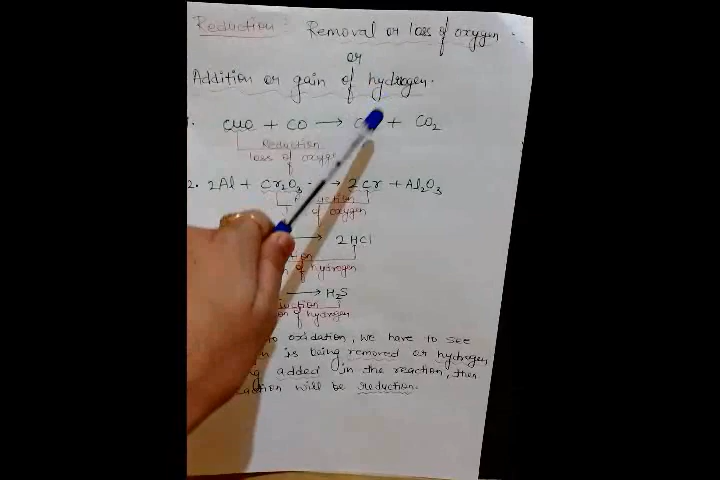 Reduction: Removal or loss of oxygen
or
Addition or gain of hydrogen.
CuO + CO → + CO2
Reduction
loss of oxygen
2. 2Al + Cr2O3 → 2Cr + Al2O3
of oxygen
→ 2HCl
of hydrogen
→ H2S
of hydrogen
to oxidation, we have to see
is being removed or hydrogen
added in the reaction, then
will be reduction.